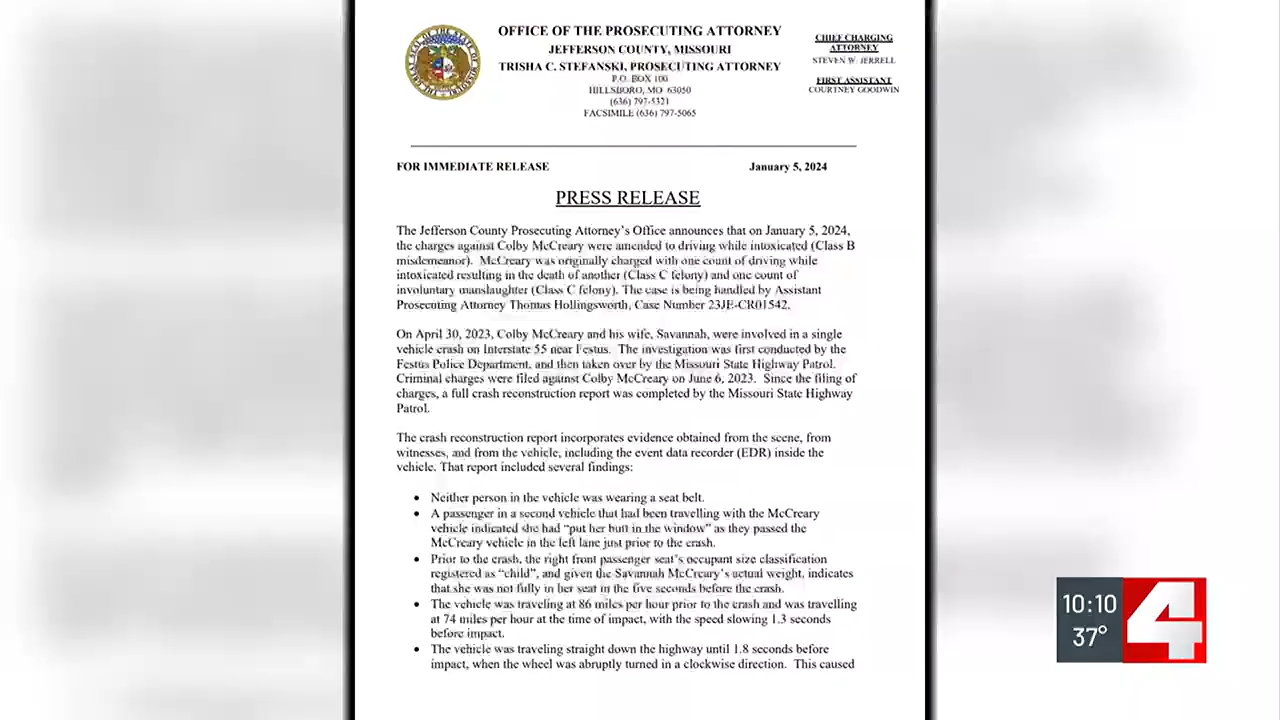 OFFICE OF THE PROSECUTING ATTORNEY
JEFFERSON COUNTY, MISSOURI
TRISHA C. STEFANSKI, PROSECUTING ATTORNEY
P.O. BOX 100
HILLSBORO, MO 63050
(636) 797-5321
FACSIMILE (636) 797-5065
CHIEF CHARGING
ATTORNEY
STEVEN W. JERRELL
FIRST ASSISTANT
COURTNEY GOODWIN
FOR IMMEDIATE RELEASE January 5, 2024
PRESS RELEASE
The Jefferson County Prosecuting Attorney's Office announces that on January 5, 2024,
the charges against Colby McCreary were amended to driving while intoxicated (Class B
misdemeanor). McCreary was originally charged with one count of driving while
intoxicated resulting in the death of another (Class C felony) and one count of
involuntary manslaughter (Class C felony). The case is being handled by Assistant
Prosecuting Attorney Thomas Hollingsworth, Case Number 23JE-CR01542.
On April 30, 2023, Colby McCreary and his wife, Savannah, were involved in a single
vehicle crash on Interstate 55 near Festus. The investigation was first conducted by the
Festus Police Department, and then taken over by the Missouri State Highway Patrol.
Criminal charges were filed against Colby McCreary on June 6, 2023. Since the filing of
charges, a full crash reconstruction report was completed by the Missouri State Highway
Patrol.
The crash reconstruction report incorporates evidence obtained from the scene, from
witnesses, and from the vehicle, including the event data recorder (EDR) inside the
vehicle. That report included several findings:
• Neither person in the vehicle was wearing a seat belt.
• A passenger in a second vehicle that had been travelling with the McCreary
vehicle indicated she had "put her butt in the window" as they passed the
McCreary vehicle in the left lane just prior to the crash.
• Prior to the crash, the right front passenger seat's occupant size classification
registered as "child", and given the Savannah McCreary's actual weight, indicates
that she was not fully in her seat in the five seconds before the crash.
• The vehicle was traveling at 86 miles per hour prior to the crash and was travelling
at 74 miles per hour at the time of impact, with the speed slowing 1.3 seconds
before impact.
• The vehicle was traveling straight down the highway until 1.8 seconds before
impact, when the wheel was abruptly turned in a clockwise direction. This caused
10:10
37°
4